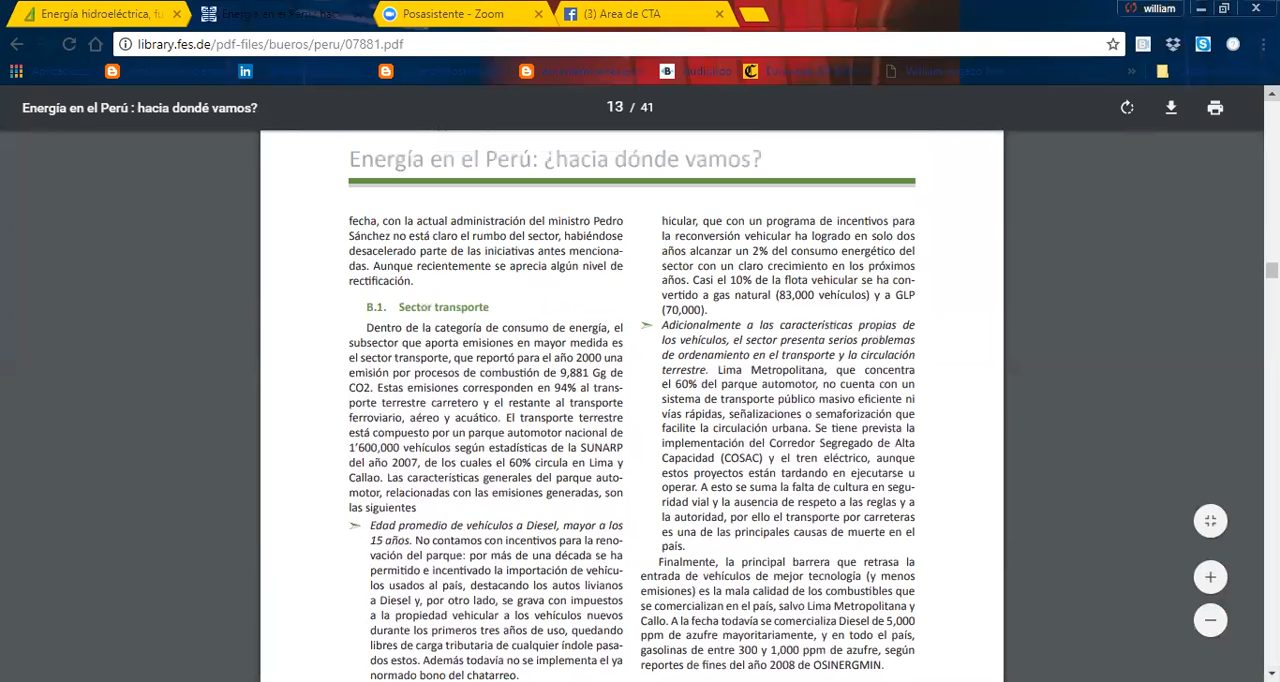 Energía hidroeléctrica, fu
Energía en el Perú : hac
Posasistente - Zoom
(3) Area de CTA
william
library.fes.de/pdf-files/bueros/peru/07881.pdf
Energía en el Perú : hacia dondé vamos?
13 / 41
Energía en el Perú: ¿hacia dónde vamos?
fecha, con la actual administración del ministro Pedro
Sánchez no está claro el rumbo del sector, habiéndose
desacelerado parte de las iniciativas antes menciona-
das. Aunque recientemente se aprecia algún nivel de
rectificación.
B.1. Sector transporte
Dentro de la categoría de consumo de energía, el
subsector que aporta emisiones en mayor medida es
el sector transporte, que reportó para el año 2000 una
emisión por procesos de combustión de 9,881 Gg de
CO2. Estas emisiones corresponden en 94% al trans-
porte terrestre carretero y el restante al transporte
ferroviario, aéreo y acuático. El transporte terrestre
está compuesto por un parque automotor nacional de
1'600,000 vehículos según estadísticas de la SUNARP
del año 2007, de los cuales el 60% circula en Lima y
Callao. Las características generales del parque auto-
motor, relacionadas con las emisiones generadas, son
las siguientes
➢ Edad promedio de vehículos a Diesel, mayor a los
15 años. No contamos con incentivos para la reno-
vación del parque: por más de una década se ha
permitido e incentivado la importación de vehícu-
los usados al país, destacando los autos livianos
a Diesel y, por otro lado, se grava con impuestos
a la propiedad vehicular a los vehículos nuevos
durante los primeros tres años de uso, quedando
libres de carga tributaria de cualquier índole pasa-
dos estos. Además todavía no se implementa el ya
normado bono del chatarreo.
hicular, que con un programa de incentivos para
la reconversión vehicular ha logrado en solo dos
años alcanzar un 2% del consumo energético del
sector con un claro crecimiento en los próximos
años. Casi el 10% de la flota vehicular se ha con-
vertido a gas natural (83,000 vehículos) y a GLP
(70,000).
➢ Adicionalmente a las características propias de
los vehículos, el sector presenta serios problemas
de ordenamiento en el transporte y la circulación
terrestre. Lima Metropolitana, que concentra
el 60% del parque automotor, no cuenta con un
sistema de transporte público masivo eficiente ni
vías rápidas, señalizaciones o semaforización que
facilite la circulación urbana. Se tiene prevista la
implementación del Corredor Segregado de Alta
Capacidad (COSAC) y el tren eléctrico, aunque
estos proyectos están tardando en ejecutarse u
operar. A esto se suma la falta de cultura en segu-
ridad vial y la ausencia de respeto a las reglas y a
la autoridad, por ello el transporte por carreteras
es una de las principales causas de muerte en el
país.
Finalmente, la principal barrera que retrasa la
entrada de vehículos de mejor tecnología (y menos
emisiones) es la mala calidad de los combustibles que
se comercializan en el país, salvo Lima Metropolitana y
Callo. A la fecha todavía se comercializa Diesel de 5,000
ppm de azufre mayoritariamente, y en todo el país,
gasolinas de entre 300 y 1,000 ppm de azufre, según
reportes de fines del año 2008 de OSINERGMIN.